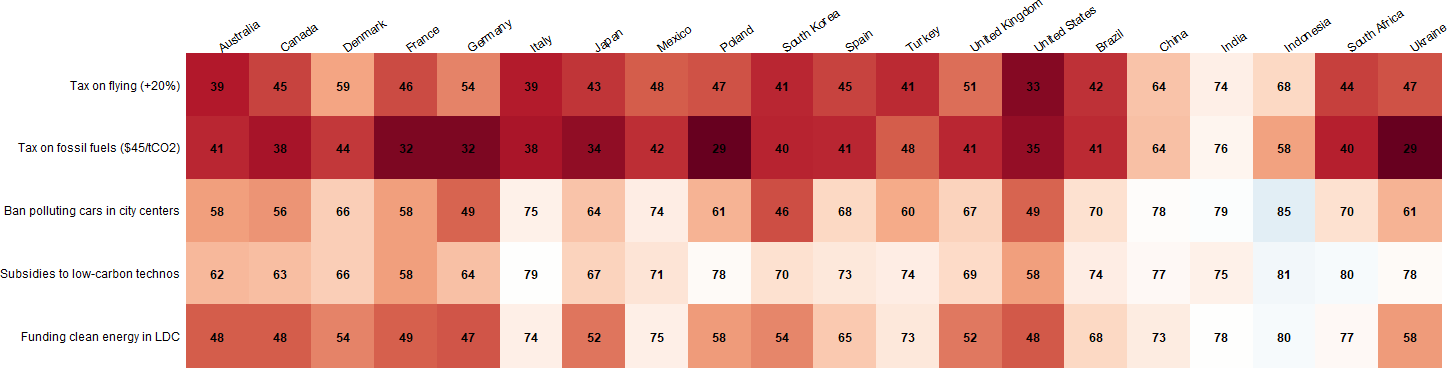 Australia Canada Denmark France Germany Italy Japan Mexico Poland South Korea Spain Turkey United Kingdom United States Brazil China India Indonesia South Africa Ukraine
Tax on flying (+20%) 39 45 59 46 54 39 43 48 47 41 45 41 51 33 42 64 74 68 44 47
Tax on fossil fuels ($45/tCO2) 41 38 44 32 32 38 34 42 29 40 41 48 41 35 41 64 76 58 40 29
Ban polluting cars in city centers 58 56 66 58 49 75 64 74 61 46 68 60 67 49 70 78 79 85 70 61
Subsidies to low-carbon technos 62 63 66 58 64 79 67 71 78 70 73 74 69 58 74 77 75 81 80 78
Funding clean energy in LDC 48 48 54 49 47 74 52 75 58 54 65 73 52 48 68 73 78 80 77 58